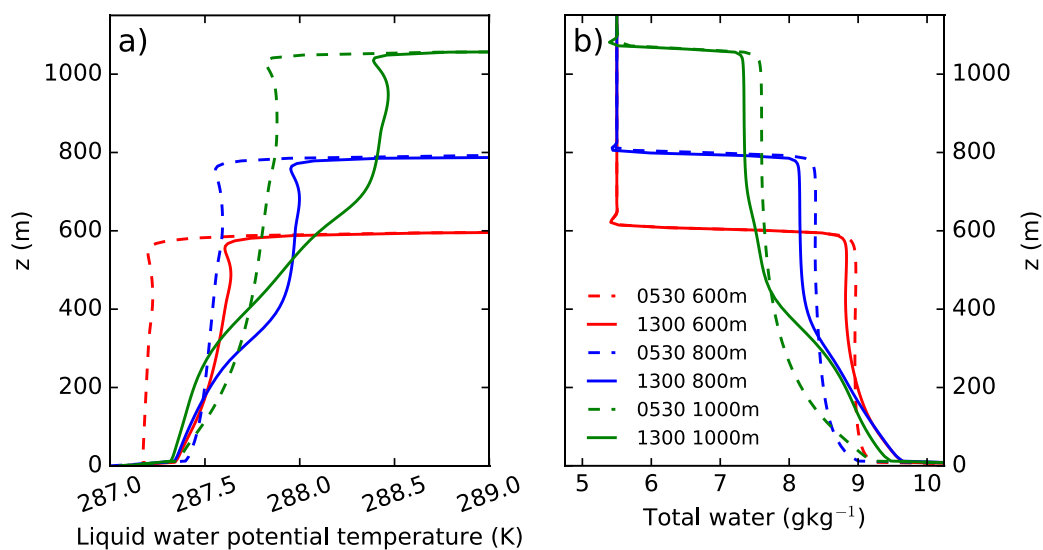 a)
b)
1000
800
600
400
200
0
z (m)
287.0
287.5
288.0
288.5
289.0
Liquid water potential temperature (K)
0530 600m
1300 600m
0530 800m
1300 800m
0530 1000m
1300 1000m
5
6
7
8
9
10
Total water (gkg⁻¹)
1000
800
600
400
200
0
z (m)